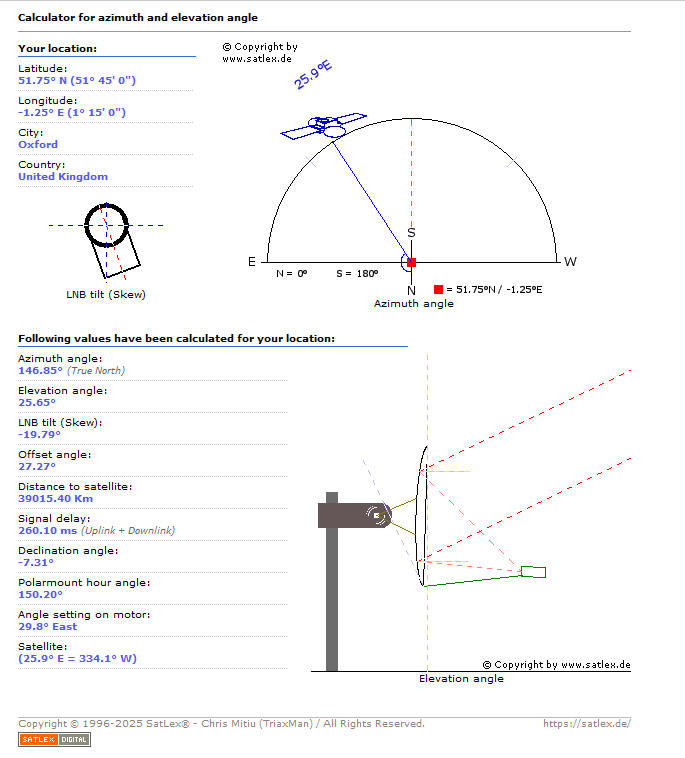 Calculator for azimuth and elevation angle
Your location:
Latitude:
51.75° N (51° 45' 0")
Longitude:
-1.25° E (1° 15' 0")
City:
Oxford
Country:
United Kingdom
LNB tilt (Skew)
© Copyright by
www.satlex.de
25.9°E
S
E
W
N = 0°
S = 180°
N
= 51.75°N / -1.25°E
Azimuth angle
Following values have been calculated for your location:
Azimuth angle:
146.85° (True North)
Elevation angle:
25.65°
LNB tilt (Skew):
-19.79°
Offset angle:
27.27°
Distance to satellite:
39015.40 Km
Signal delay:
260.10 ms (Uplink + Downlink)
Declination angle:
-7.31°
Polarmount hour angle:
150.20°
Angle setting on motor:
29.8° East
Satellite:
(25.9° E = 334.1° W)
© Copyright by www.satlex.de
Elevation angle
Copyright © 1996-2025 SatLex® - Chris Mitiu (TriaxMan) / All Rights Reserved.
https://satlex.de/
SATLEX DIGITAL